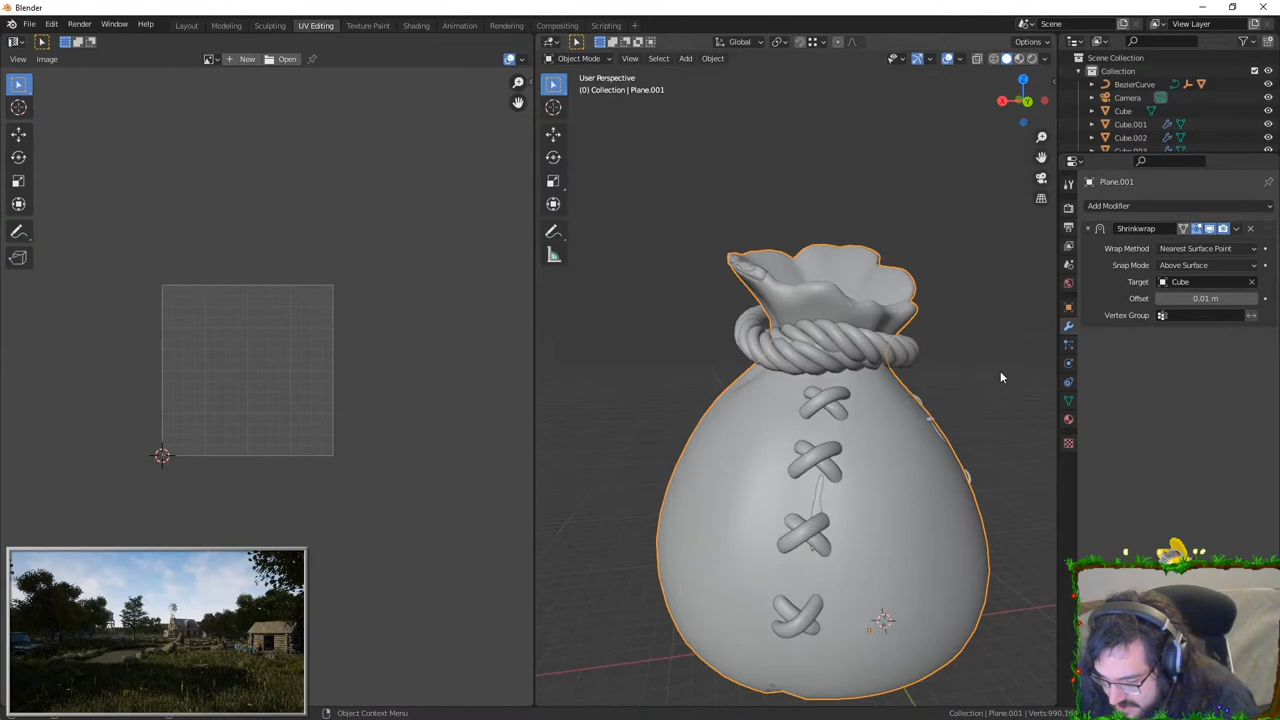 Blender
File Edit Render Window Help Layout Modeling Sculpting UV Editing Texture Paint Shading Animation Rendering Compositing Scripting Scene View Layer
Global Options
View Image New Open Object Mode View Select Add Object
Scene Collection
Collection
BezierCurve
Camera
Cube
Cube.001
Cube.002
User Perspective
(0) Collection | Plane.001
X Y Z
Plane.001
Add Modifier
Shrinkwrap
Wrap Method Nearest Surface Point
Snap Mode Above Surface
Target Cube
Offset 0.01 m
Vertex Group
Object Context Menu
Collection | Plane.001 Verts:990,